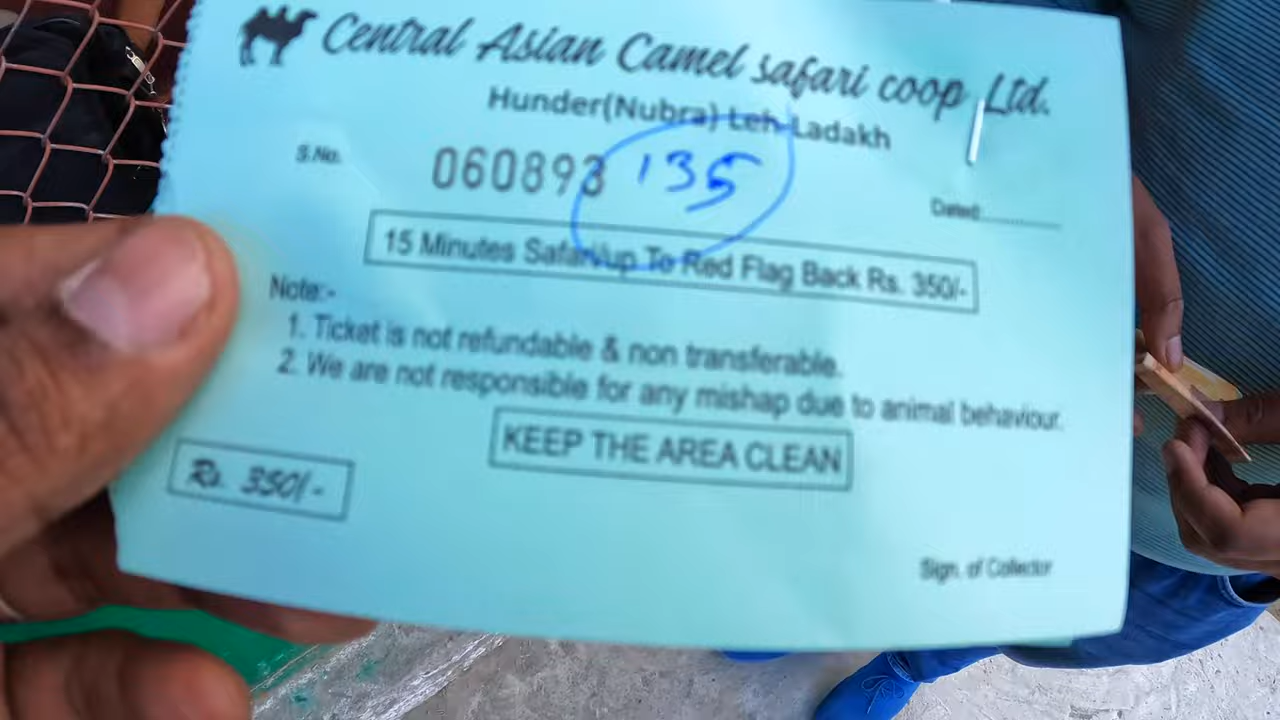 Central Asian Camel safari coop Ltd.
Hunder(Nubra) Leh Ladakh
S.No. 060893 135
Dated:............
15 Minutes Safari/up To Red Flag Back Rs. 350/-
Note:-
1. Ticket is not refundable & non transferable.
2. We are not responsible for any mishap due to animal behaviour.
KEEP THE AREA CLEAN
Rs. 350/-
Sign. of Collector